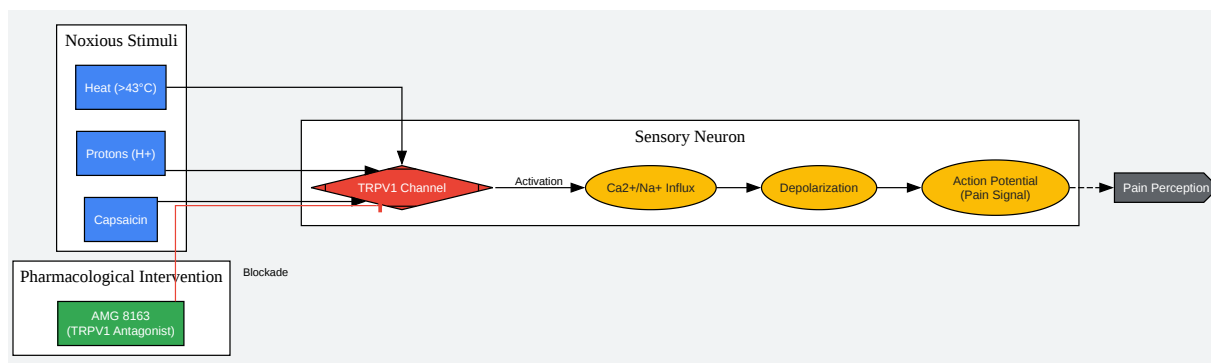 Noxious Stimuli
Heat (>43°C)
Protons (H+)
Capsaicin
Sensory Neuron
TRPV1 Channel
Activation
Ca2+/Na+ Influx
Depolarization
Action Potential
(Pain Signal)
Pain Perception
Pharmacological Intervention
Blockade
AMG 8163
(TRPV1 Antagonist)